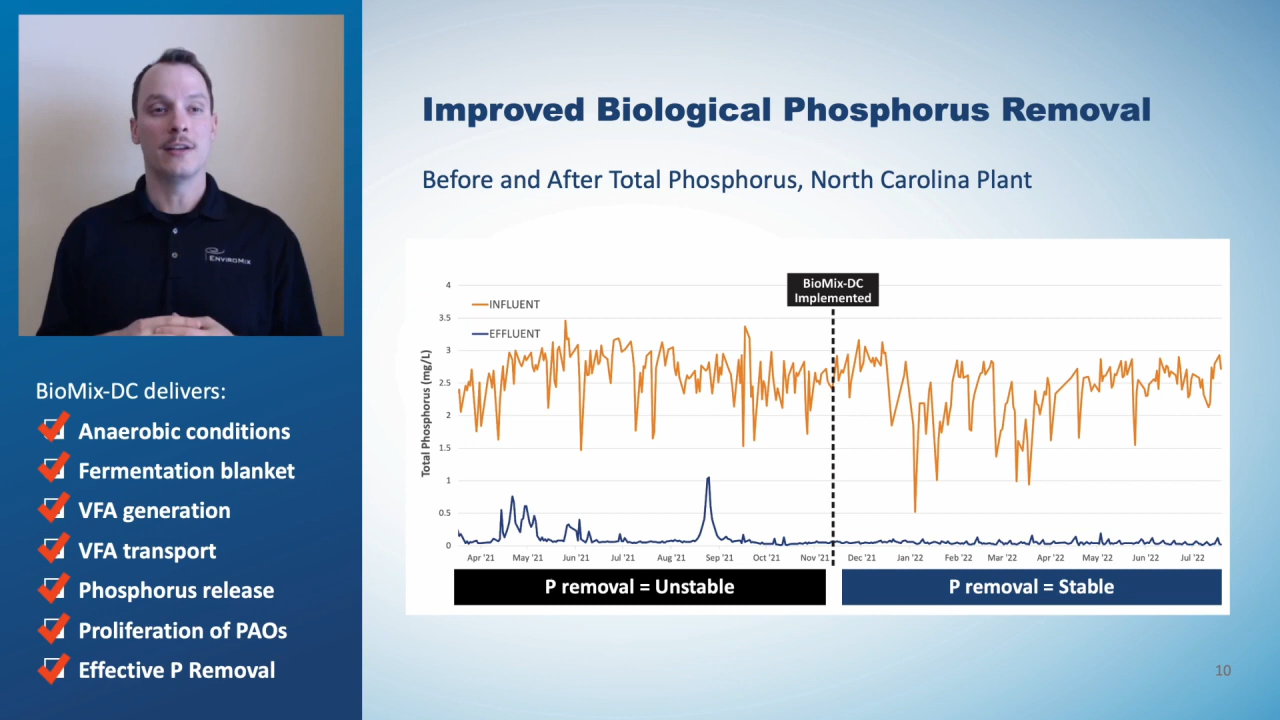 ENVIROMIX
BioMix-DC delivers:
Anaerobic conditions
Fermentation blanket
VFA generation
VFA transport
Phosphorus release
Proliferation of PAOs
Effective P Removal
Improved Biological Phosphorus Removal
Before and After Total Phosphorus, North Carolina Plant
BioMix-DC
Implemented
INFLUENT
EFFLUENT
Total Phosphorus (mg/L)
4
3.5
3
2.5
2
1.5
1
0.5
0
Apr '21 May '21 Jun '21 Jul '21 Aug '21 Sep '21 Oct '21 Nov '21 Dec '21 Jan '22 Feb '22 Mar '22 Apr '22 May '22 Jun '22 Jul '22
P removal = Unstable
P removal = Stable
10